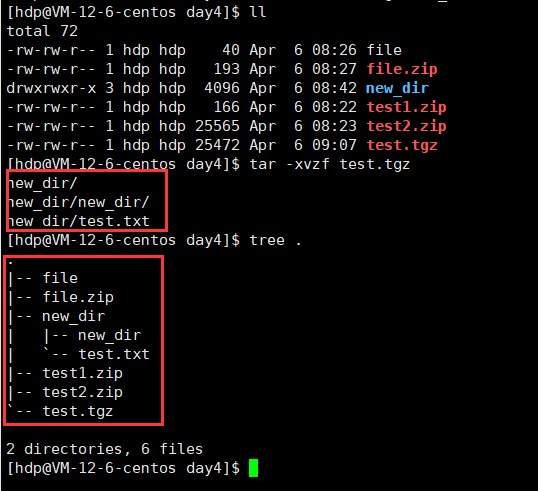 [hdp@VM-12-6-centos day4]$ ll
total 72
-rw-rw-r-- 1 hdp hdp    40 Apr  6 08:26 file
-rw-rw-r-- 1 hdp hdp   193 Apr  6 08:27 file.zip
drwxrwxr-x 3 hdp hdp  4096 Apr  6 08:42 new_dir
-rw-rw-r-- 1 hdp hdp   166 Apr  6 08:22 test1.zip
-rw-rw-r-- 1 hdp hdp 25565 Apr  6 08:23 test2.zip
-rw-rw-r-- 1 hdp hdp 25472 Apr  6 09:07 test.tgz
[hdp@VM-12-6-centos day4]$ tar -xvzf test.tgz
new_dir/
new_dir/new_dir/
new_dir/test.txt
[hdp@VM-12-6-centos day4]$ tree .
.
|-- file
|-- file.zip
|-- new_dir
|   |-- new_dir
|   `-- test.txt
|-- test1.zip
|-- test2.zip
`-- test.tgz

2 directories, 6 files
[hdp@VM-12-6-centos day4]$